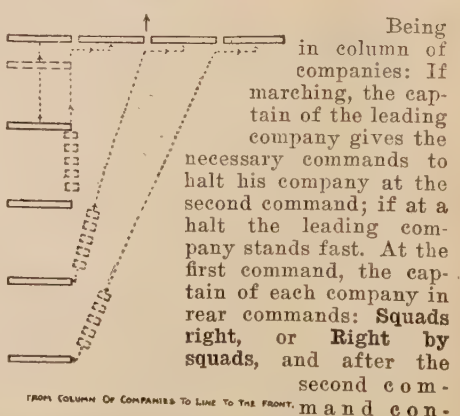 Being
in column of
companies: If
marching, the cap-
tain of the leading
company gives the
necessary commands to
halt his company at the
second command; if at a
halt the leading com-
pany stands fast. At the
first command, the cap-
tain of each company in
rear commands: Squads
right, or Right by
squads, and after the
second com-
mand con-
FROM COLUMN OF COMPANIES TO LINE TO THE FRONT.